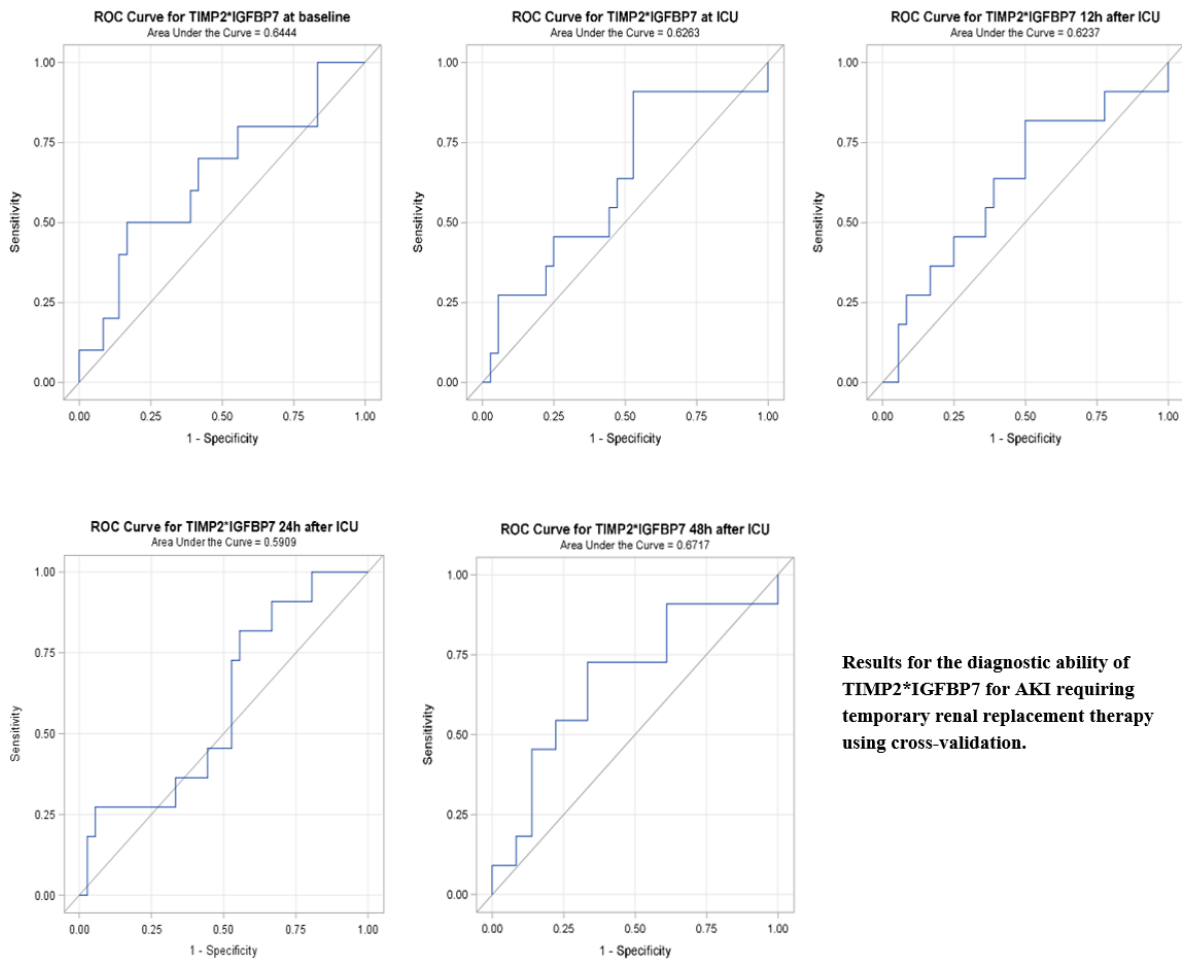 ROC Curve for TIMP2*IGFBP7 at baseline
Area Under the Curve = 0.6444
1.00
0.75
0.50
0.25
0.00
Sensitivity
0.00 0.25 0.50 0.75 1.00
1 - Specificity
ROC Curve for TIMP2*IGFBP7 at ICU
Area Under the Curve = 0.6263
1.00
0.75
0.50
0.25
0.00
Sensitivity
0.00 0.25 0.50 0.75 1.00
1 - Specificity
ROC Curve for TIMP2*IGFBP7 12h after ICU
Area Under the Curve = 0.6237
1.00
0.75
0.50
0.25
0.00
Sensitivity
0.00 0.25 0.50 0.75 1.00
1 - Specificity
ROC Curve for TIMP2*IGFBP7 24h after ICU
Area Under the Curve = 0.5909
1.00
0.75
0.50
0.25
0.00
Sensitivity
0.00 0.25 0.50 0.75 1.00
1 - Specificity
ROC Curve for TIMP2*IGFBP7 48h after ICU
Area Under the Curve = 0.6717
1.00
0.75
0.50
0.25
0.00
Sensitivity
0.00 0.25 0.50 0.75 1.00
1 - Specificity
Results for the diagnostic ability of
TIMP2*IGFBP7 for AKI requiring
temporary renal replacement therapy
using cross-validation.